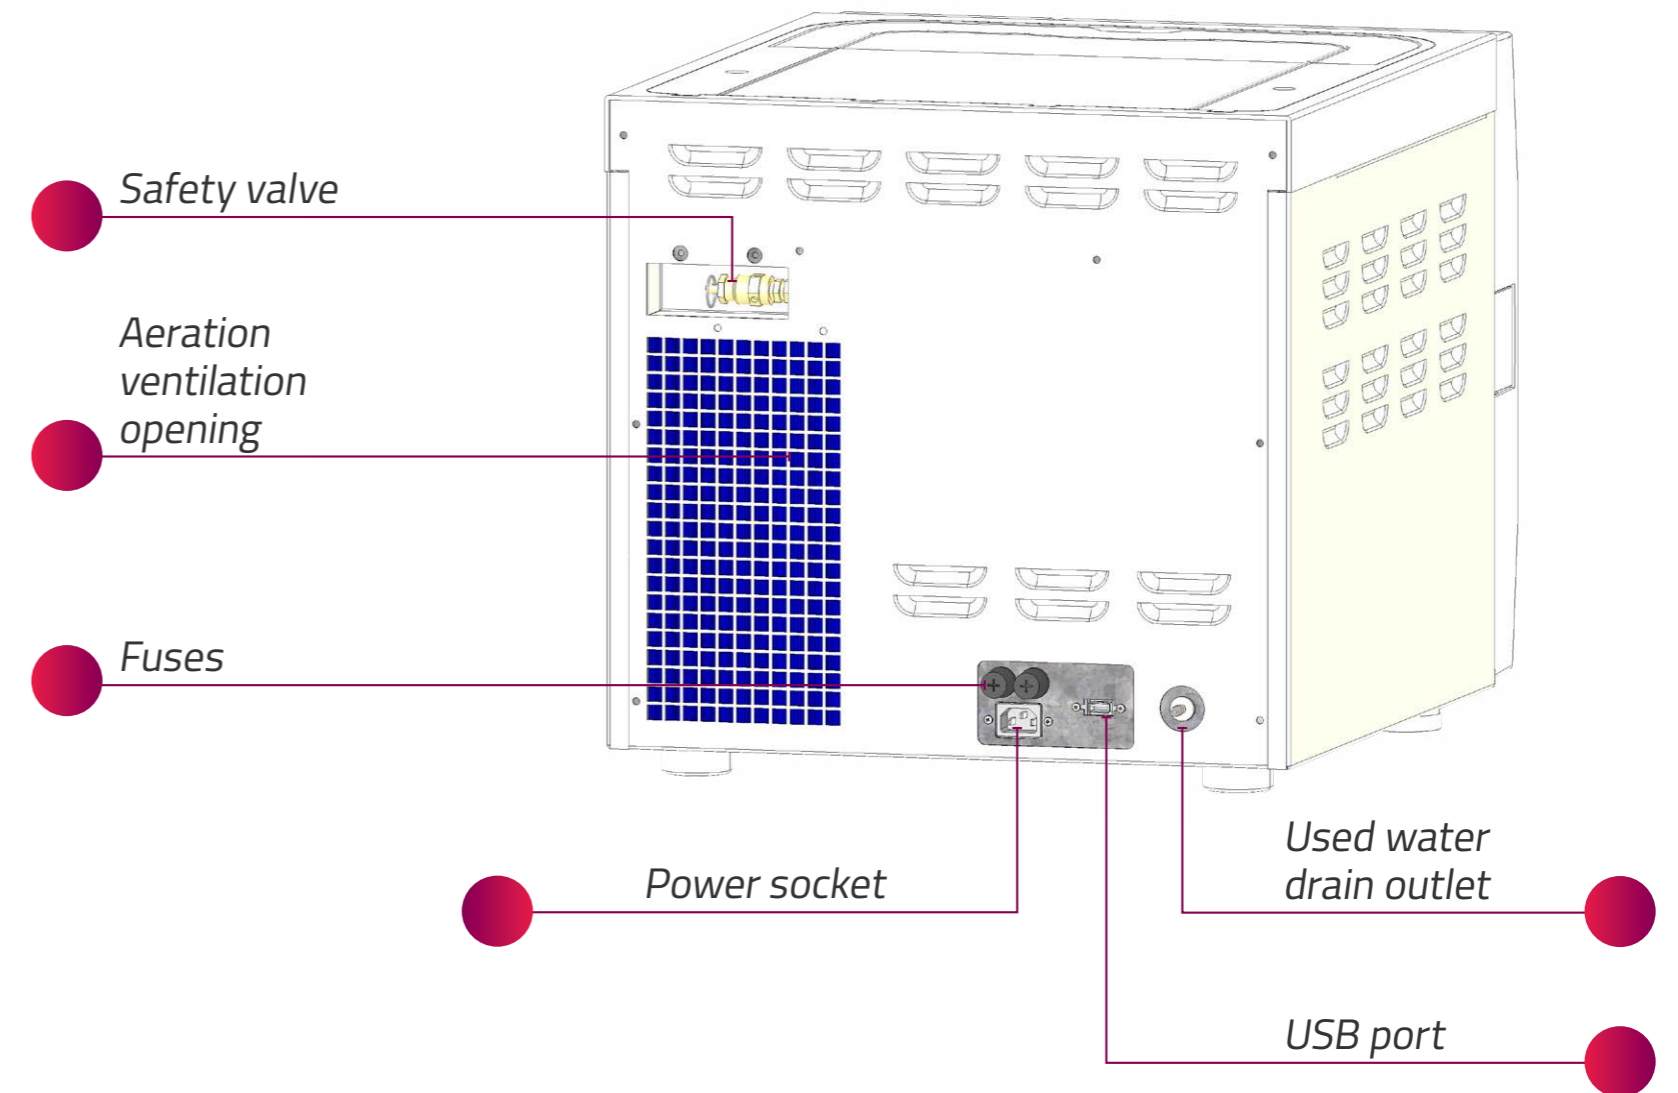 Safety valve
Aeration
ventilation
opening
Fuses
Power socket
Used water
drain outlet
USB port